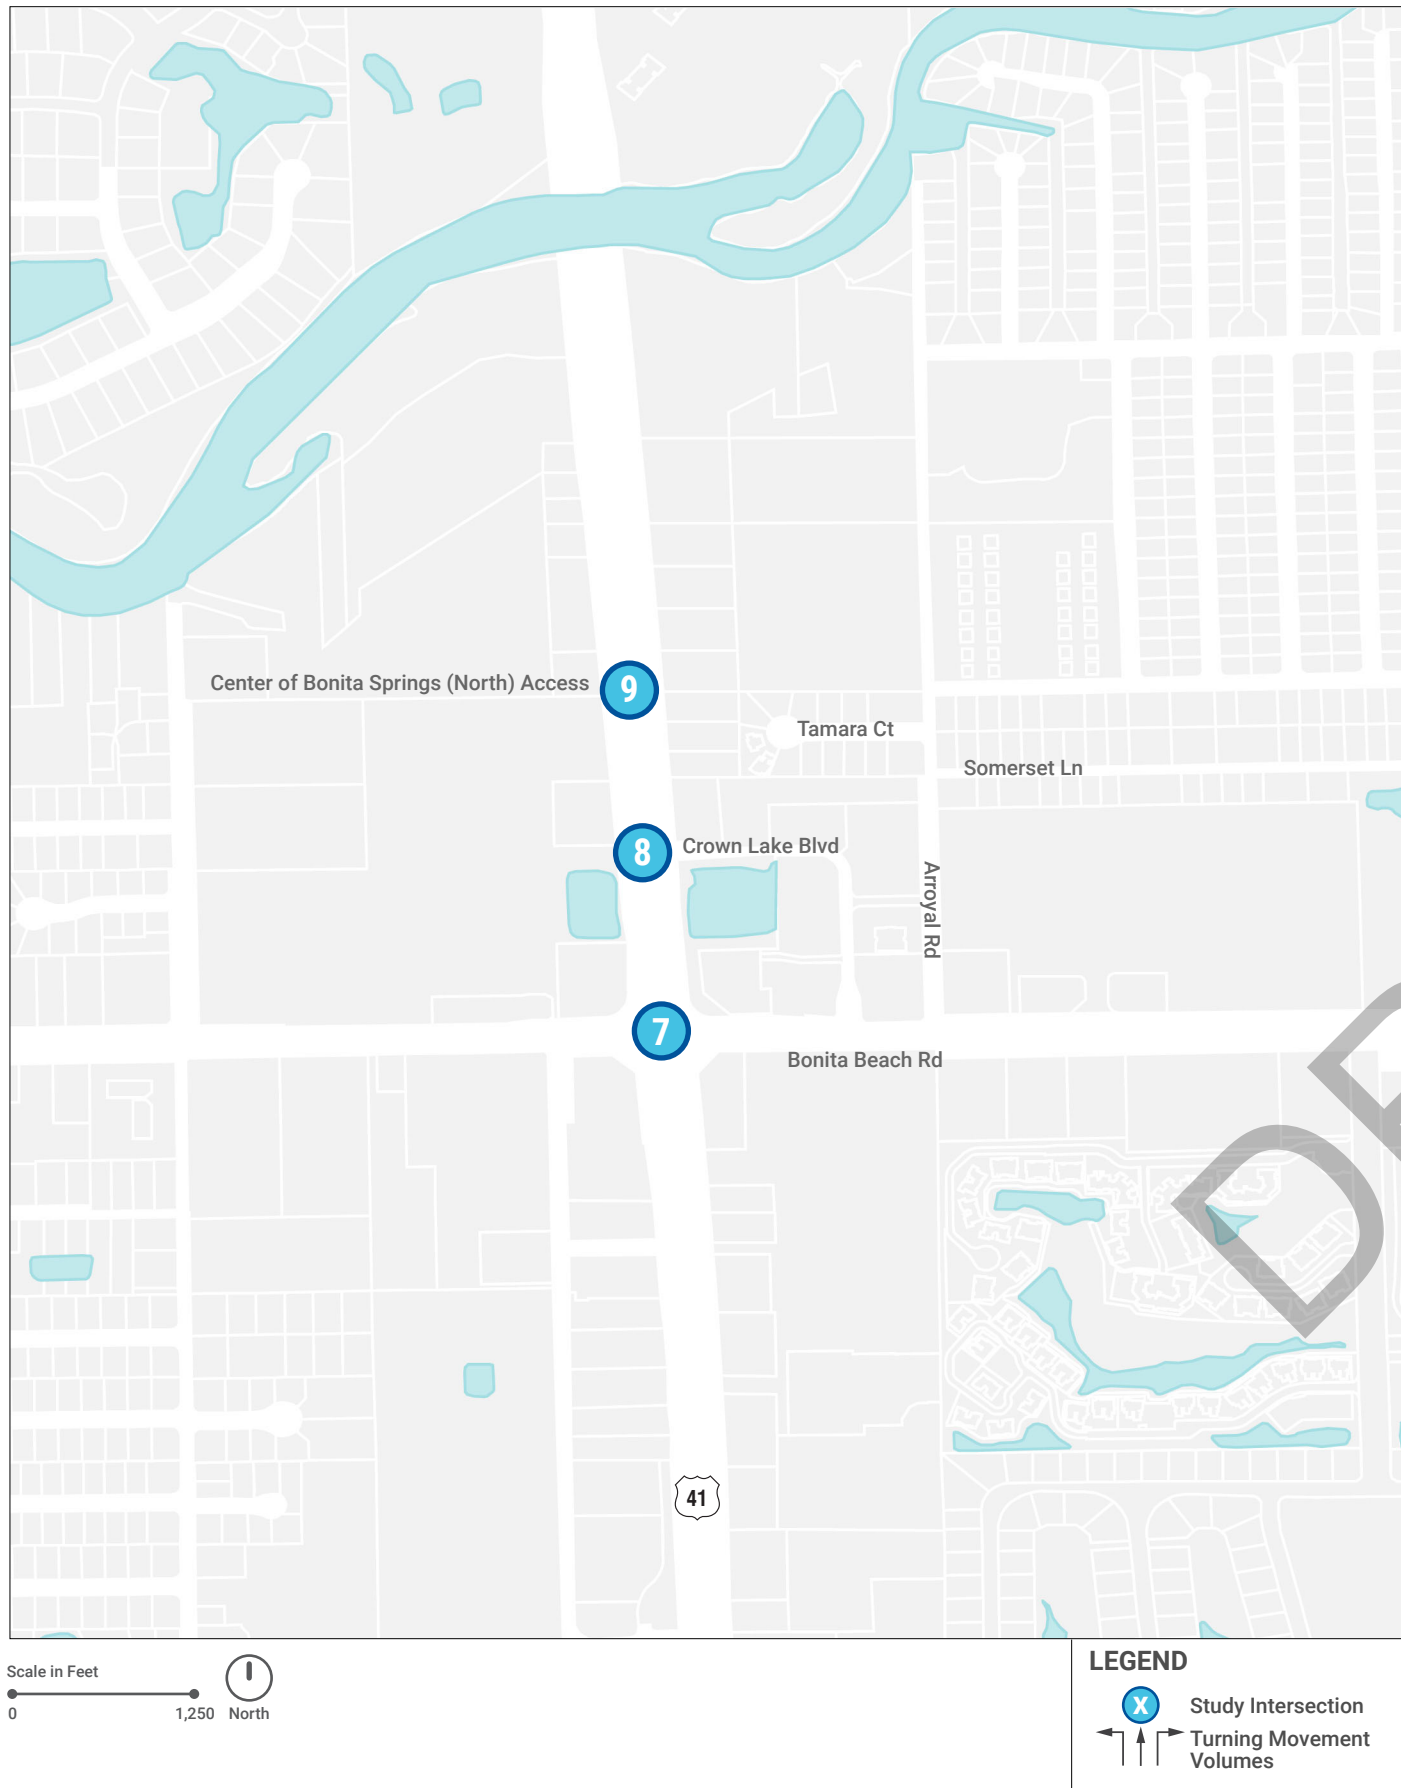 Center of Bonita Springs (North) Access
9
Tamara Ct
Somerset Ln
8
Crown Lake Blvd
Arroyal Rd
7
Bonita Beach Rd
41
Scale in Feet
0
1,250
North
LEGEND
X
Study Intersection
Turning Movement
Volumes